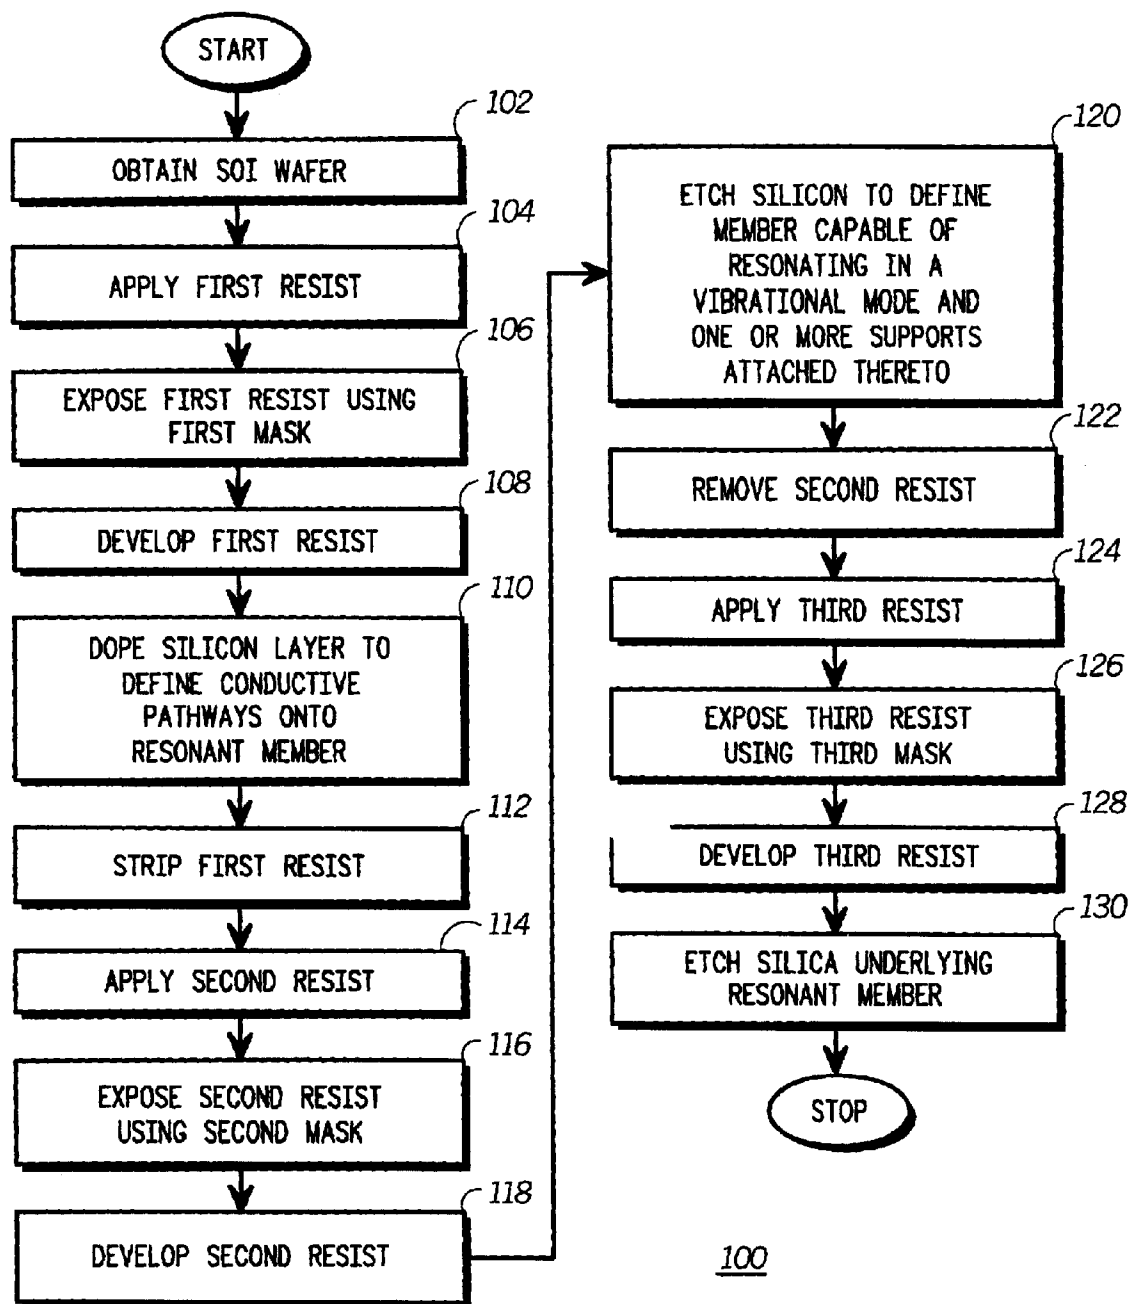 START
102
OBTAIN SOI WAFER
104
APPLY FIRST RESIST
106
EXPOSE FIRST RESIST USING
FIRST MASK
108
DEVELOP FIRST RESIST
110
DOPE SILICON LAYER TO
DEFINE CONDUCTIVE
PATHWAYS ONTO
RESONANT MEMBER
112
STRIP FIRST RESIST
114
APPLY SECOND RESIST
116
EXPOSE SECOND RESIST
USING SECOND MASK
118
DEVELOP SECOND RESIST
120
ETCH SILICON TO DEFINE
MEMBER CAPABLE OF
RESONATING IN A
VIBRATIONAL MODE AND
ONE OR MORE SUPPORTS
ATTACHED THERETO
122
REMOVE SECOND RESIST
124
APPLY THIRD RESIST
126
EXPOSE THIRD RESIST
USING THIRD MASK
128
DEVELOP THIRD RESIST
130
ETCH SILICA UNDERLYING
RESONANT MEMBER
STOP
100